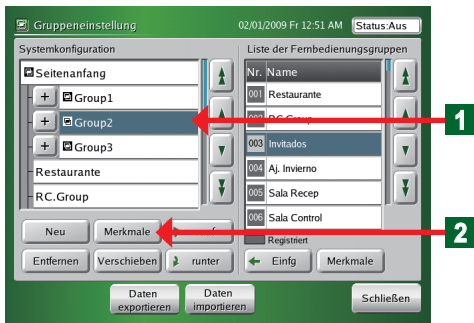 Gruppeneinstellung
02/01/2009 Fr 12:51 AM
Status:Aus
Systemkonfiguration
Seitenanfang
+ Group1
+ Group2
+ Group3
Restaurante
RC.Group
Neu
Merkmale
Entfernen
Verschieben
runter
Liste der Fernbedienungsgruppen
Nr. Name
001 Restaurante
003 Invitados
004 Aj. Invierno
005 Sala Recep
006 Sala Control
Registriert
Einfg
Merkmale
Daten
exportieren
Daten
importieren
Schließen
1
2